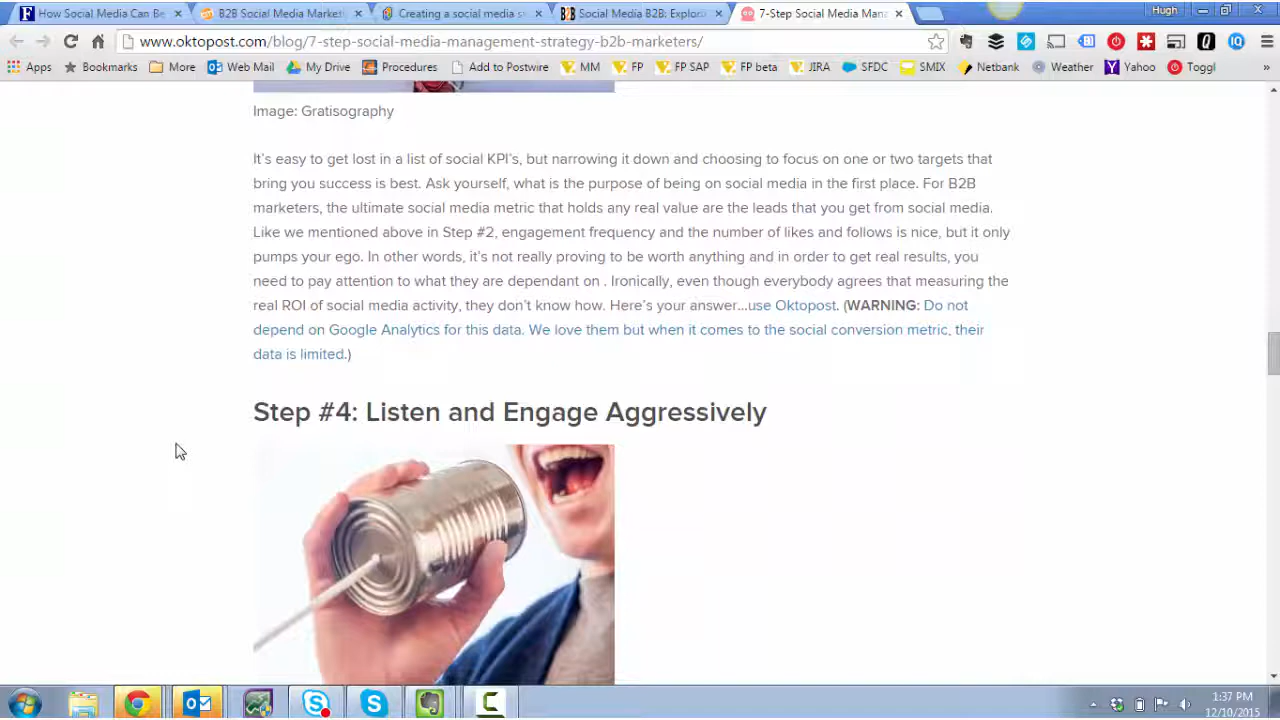 How Social Media Can Be
B2B Social Media Market
Creating a social media s
Social Media B2B: Explori
7-Step Social Media Mana
Hugh
www.oktopost.com/blog/7-step-social-media-management-strategy-b2b-marketers/
Apps
Bookmarks
More
Web Mail
My Drive
Procedures
Add to Postwire
MM
FP
FP SAP
FP beta
JIRA
SFDC
SMIX
Netbank
Weather
Yahoo
Toggl
»
Image: Gratisography
It's easy to get lost in a list of social KPI's, but narrowing it down and choosing to focus on one or two targets that
bring you success is best. Ask yourself, what is the purpose of being on social media in the first place. For B2B
marketers, the ultimate social media metric that holds any real value are the leads that you get from social media.
Like we mentioned above in Step #2, engagement frequency and the number of likes and follows is nice, but it only
pumps your ego. In other words, it's not really proving to be worth anything and in order to get real results, you
need to pay attention to what they are dependant on . Ironically, even though everybody agrees that measuring the
real ROI of social media activity, they don't know how. Here's your answer...use Oktopost. (WARNING: Do not
depend on Google Analytics for this data. We love them but when it comes to the social conversion metric, their
data is limited.)
Step #4: Listen and Engage Aggressively
1:37 PM
12/10/2015